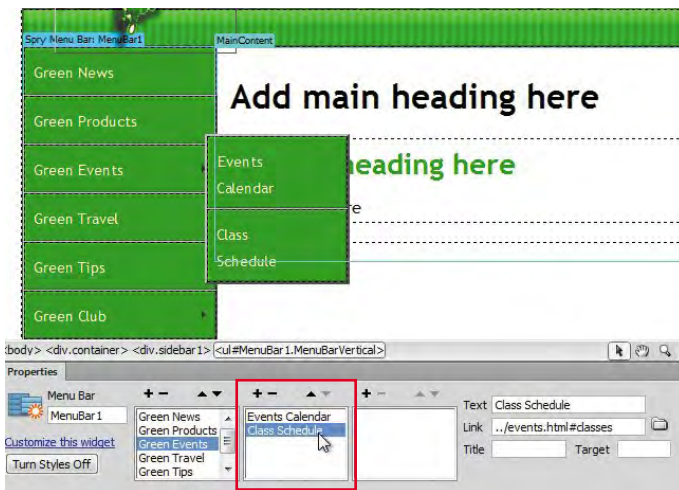 Spry Menu Bar: MenuBar1
MainContent
Green News
Add main heading here
Green Products
Green Events
Events
Calendar
eading here
re
Green Travel
Class
Schedule
Green Tips
Green Club
<body> <div.container> <div.sidebar1> <ul#MenuBar1.MenuBarVertical>
Properties
Menu Bar
MenuBar1
Customize this widget
Turn Styles Off
Green News
Green Products
Green Events
Green Travel
Green Tips
Events Calendar
Class Schedule
Text Class Schedule
Link ../events.html#classes
Title Target